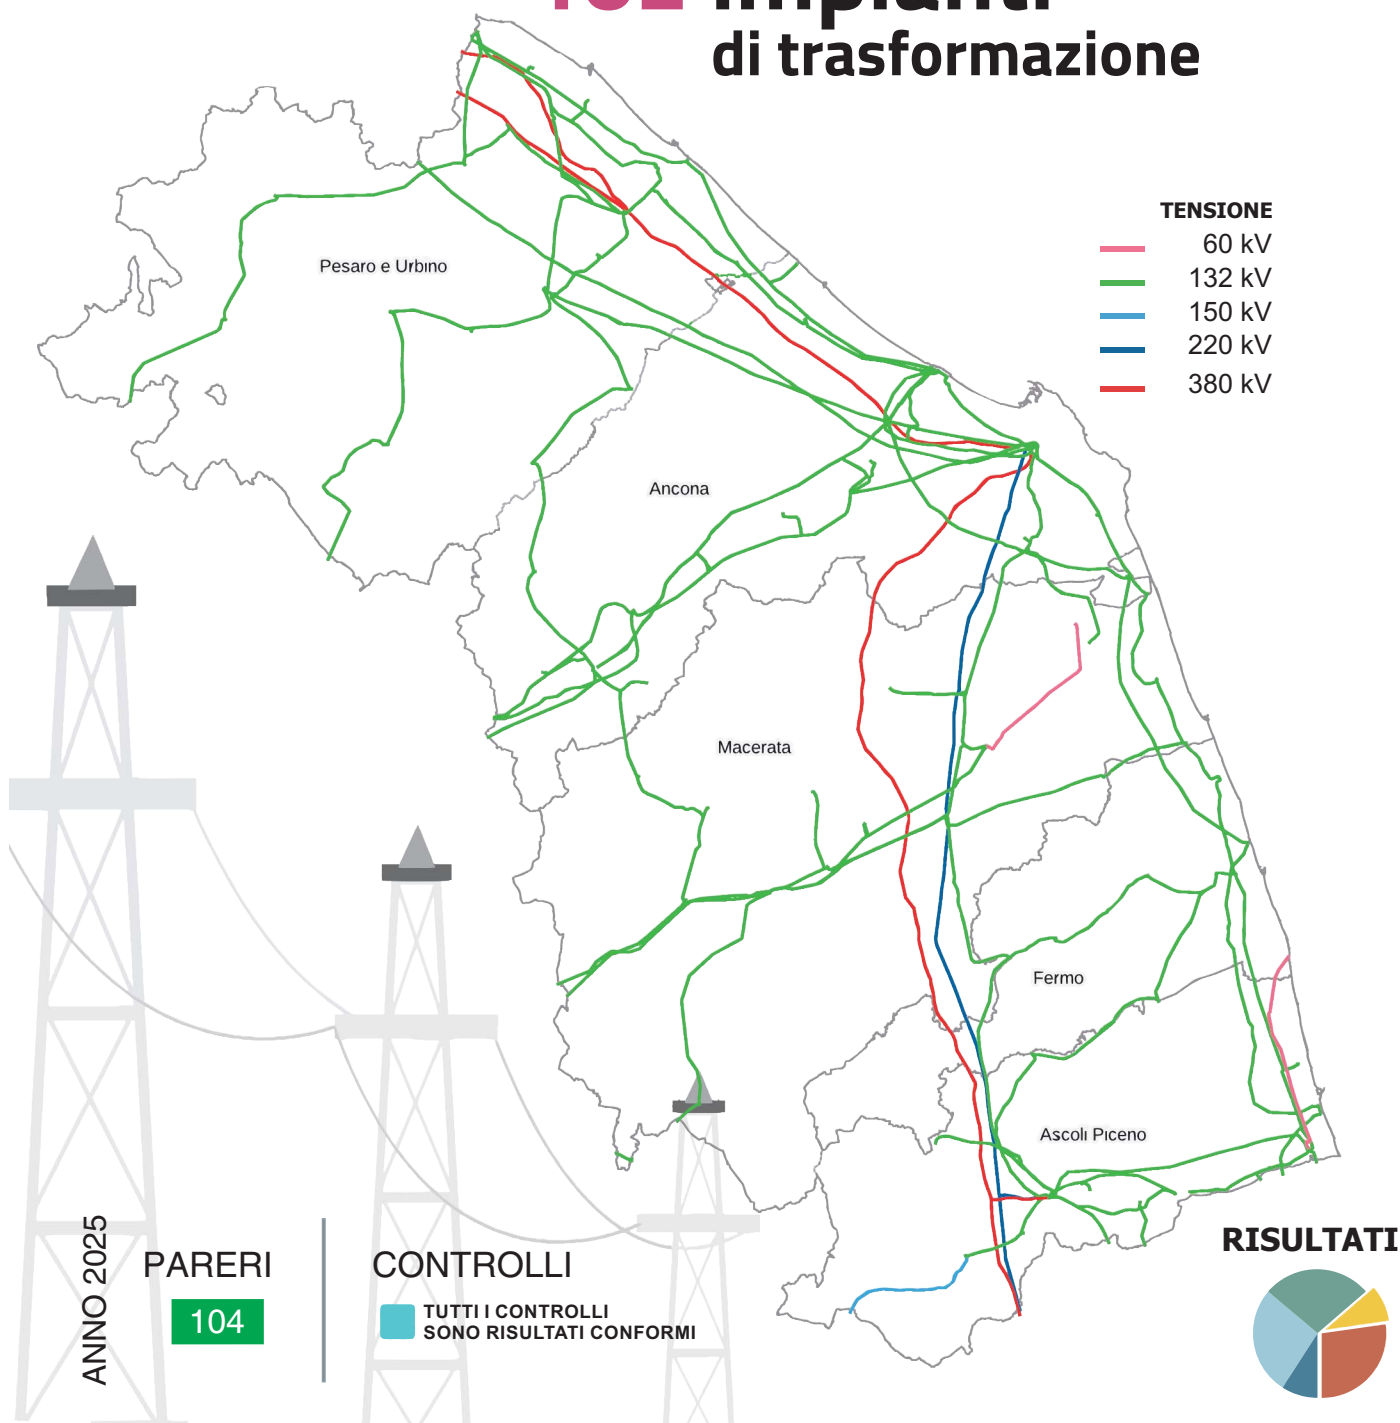 impianti
di trasformazione
TENSIONE
60 kV
132 kV
150 kV
220 kV
380 kV
Pesaro e Urbino
Ancona
Macerata
Fermo
Ascoli Piceno
ANNO 2025
PARERI
104
CONTROLLI
TUTTI I CONTROLLI
SONO RISULTATI CONFORMI
RISULTATI